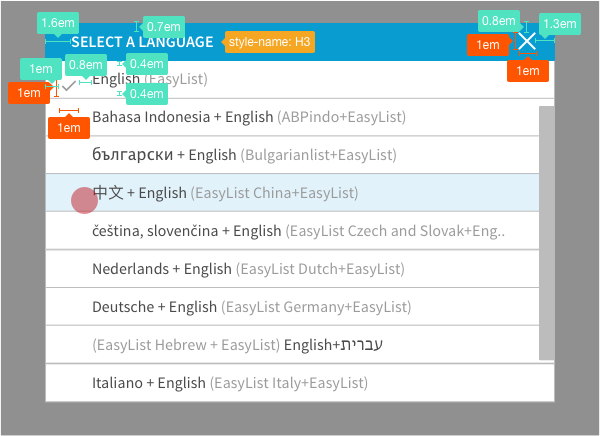 1.6em
0.7em
0.8em
1.3em
SELECT A LANGUAGE
style-name: H3
1em
1em
1em
0.8em
0.4em
English (EasyList)
1em
0.4em
Bahasa Indonesia + English (ABPindo+EasyList)
1em
български + English (Bulgarianlist+EasyList)
中文 + English (EasyList China+EasyList)
čeština, slovenčina + English (EasyList Czech and Slovak+Eng..
Nederlands + English (EasyList Dutch+EasyList)
Deutsche + English (EasyList Germany+EasyList)
(EasyList Hebrew + EasyList) English+עברית
Italiano + English (EasyList Italy+EasyList)